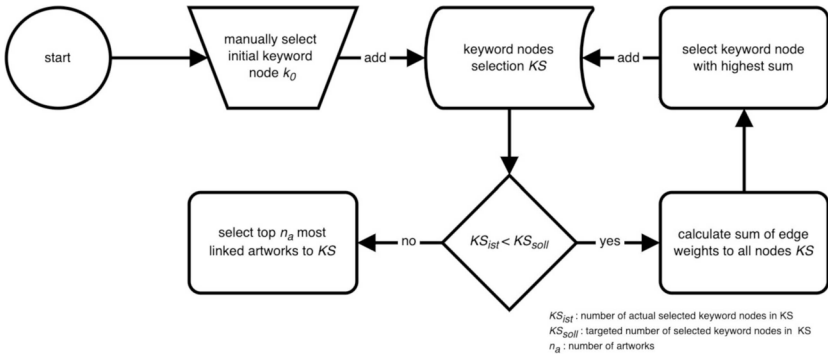 start
manually select
initial keyword
node k0
add
keyword nodes
selection KS
add
select keyword node
with highest sum
select top na most
linked artworks to KS
no
KSist < KSsoll
yes
calculate sum of edge
weights to all nodes KS
KSist : number of actual selected keyword nodes in KS
KSsoll : targeted number of selected keyword nodes in KS
na : number of artworks